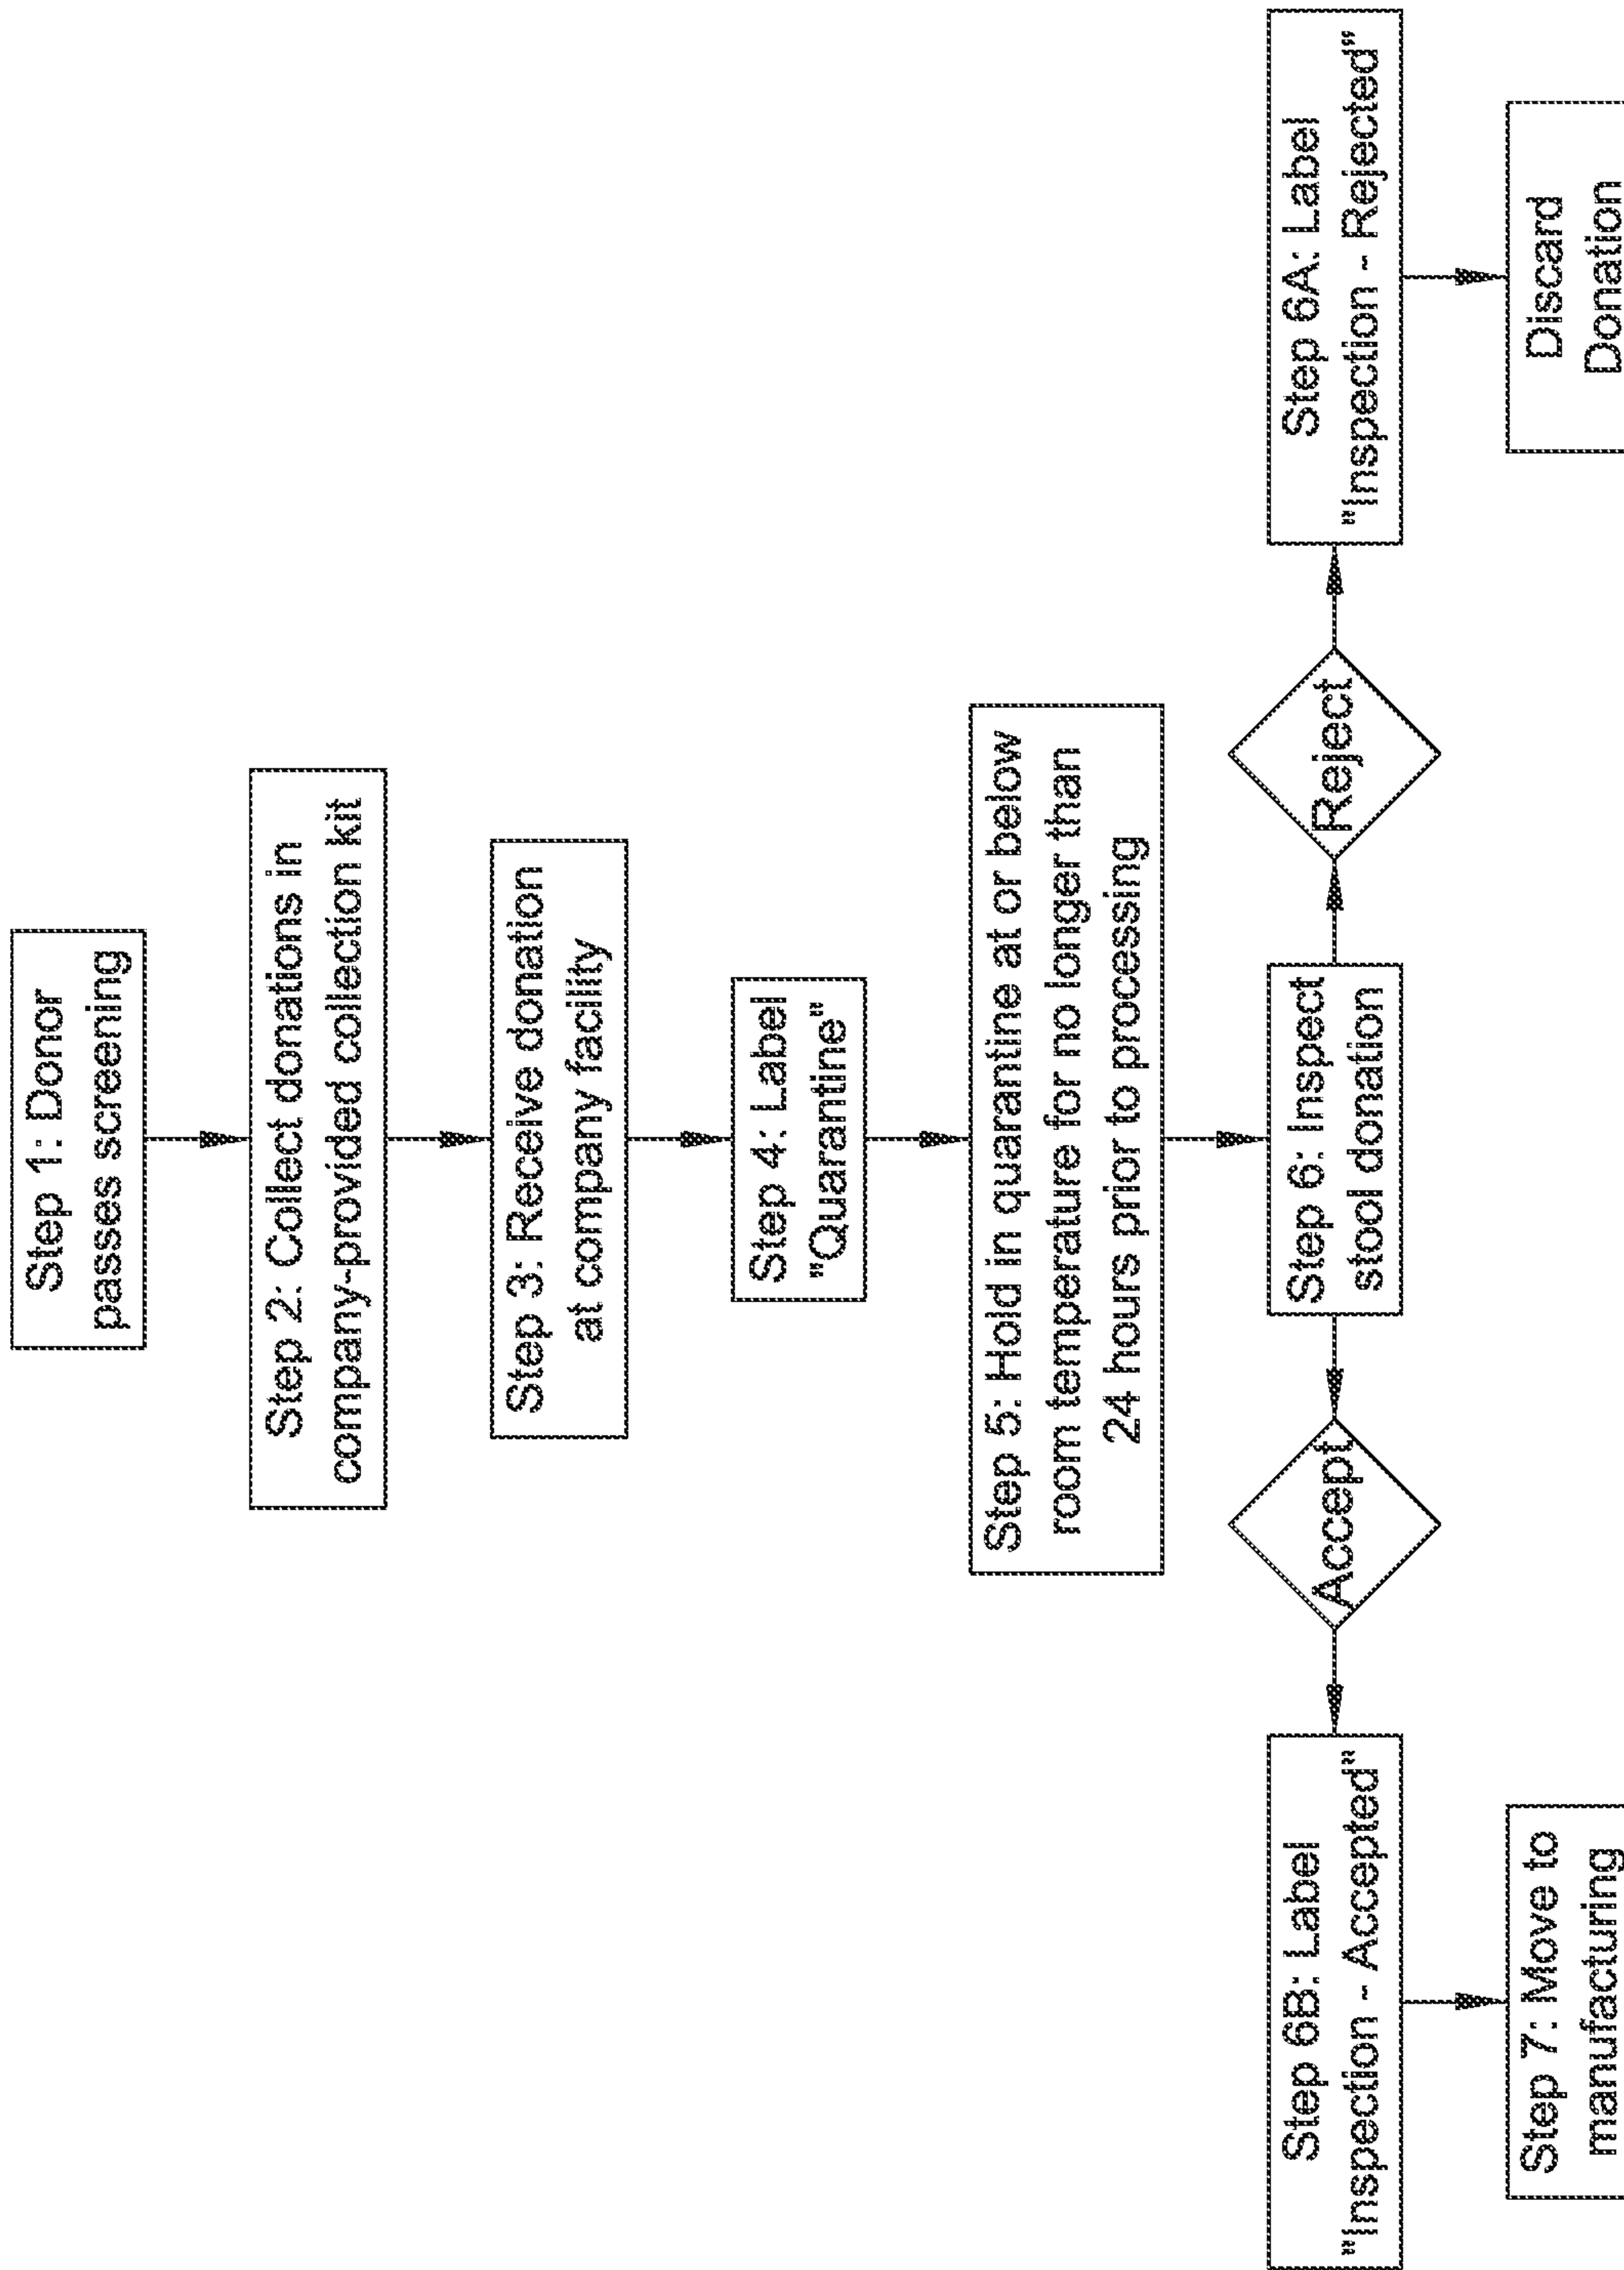 Step 1: Donor
passes screening
Step 2: Collect donations in
company-provided collection kit
Step 3: Receive donation
at company facility
Step 4: Label
"Quarantine"
Step 5: Hold in quarantine at or below
room temperature for no longer than
24 hours prior to processing
Step 6: Inspect
stool donation
Accept
Reject
Step 6B: Label
"Inspection - Accepted"
Step 6A: Label
"Inspection - Rejected"
Step 7: Move to
manufacturing
Discard
Donation